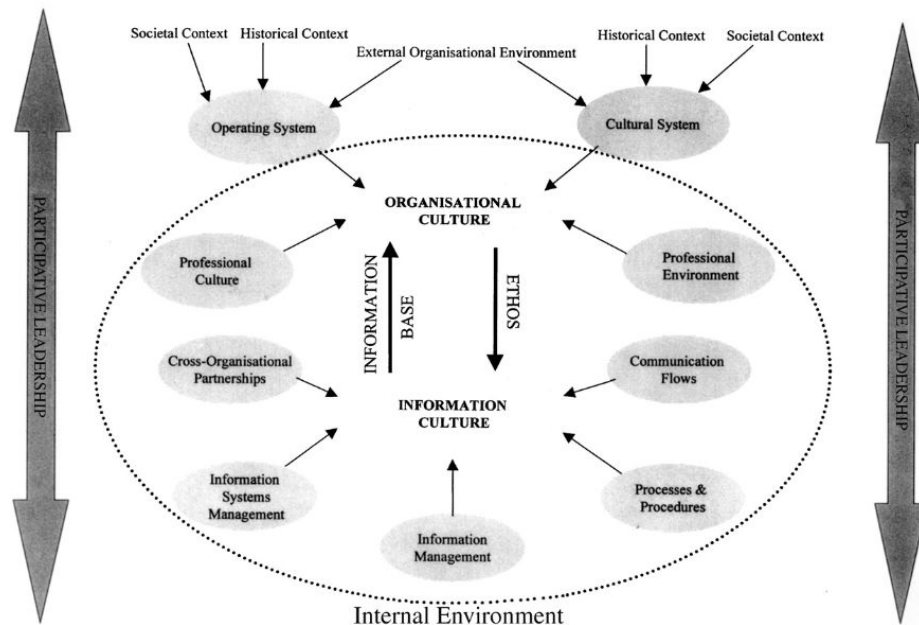 Societal Context
Historical Context
External Organisational Environment
Historical Context
Societal Context
Operating System
Cultural System
PARTICIPATIVE LEADERSHIP
ORGANISATIONAL
CULTURE
Professional
Culture
INFORMATION
BASE
ETHOS
Professional
Environment
PARTICIPATIVE LEADERSHIP
Cross-Organisational
Partnerships
Communication
Flows
INFORMATION
CULTURE
Information
Systems
Management
Information
Management
Processes &
Procedures
Internal Environment